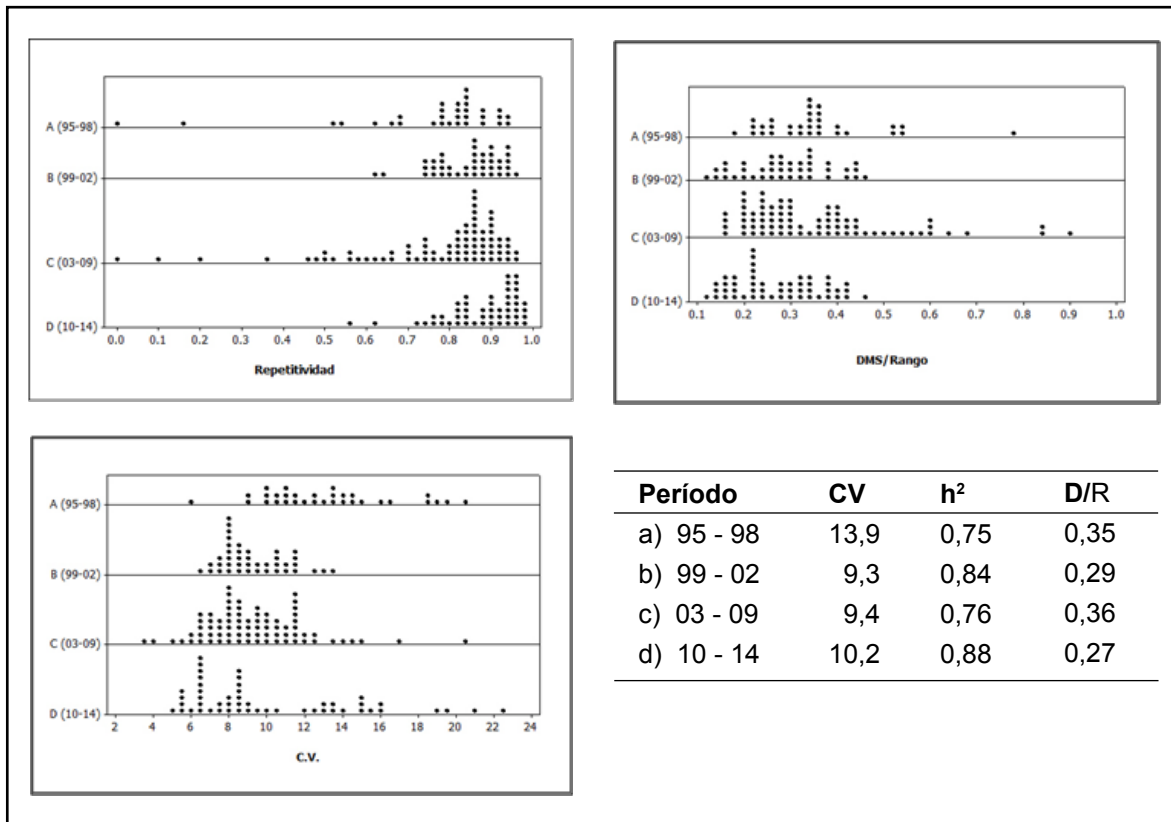 A (95-98)
B (99-02)
C (03-09)
D (10-14)
0.0 0.1 0.2 0.3 0.4 0.5 0.6 0.7 0.8 0.9 1.0
Repetitividad
A (95-98)
B (99-02)
C (03-09)
D (10-14)
0.1 0.2 0.3 0.4 0.5 0.6 0.7 0.8 0.9 1.0
DMS/Rango
A (95-98)
B (99-02)
C (03-09)
D (10-14)
2 4 6 8 10 12 14 16 18 20 22 24
C.V.
Período CV h² D/R
a) 95 - 98 13,9 0,75 0,35
b) 99 - 02 9,3 0,84 0,29
c) 03 - 09 9,4 0,76 0,36
d) 10 - 14 10,2 0,88 0,27